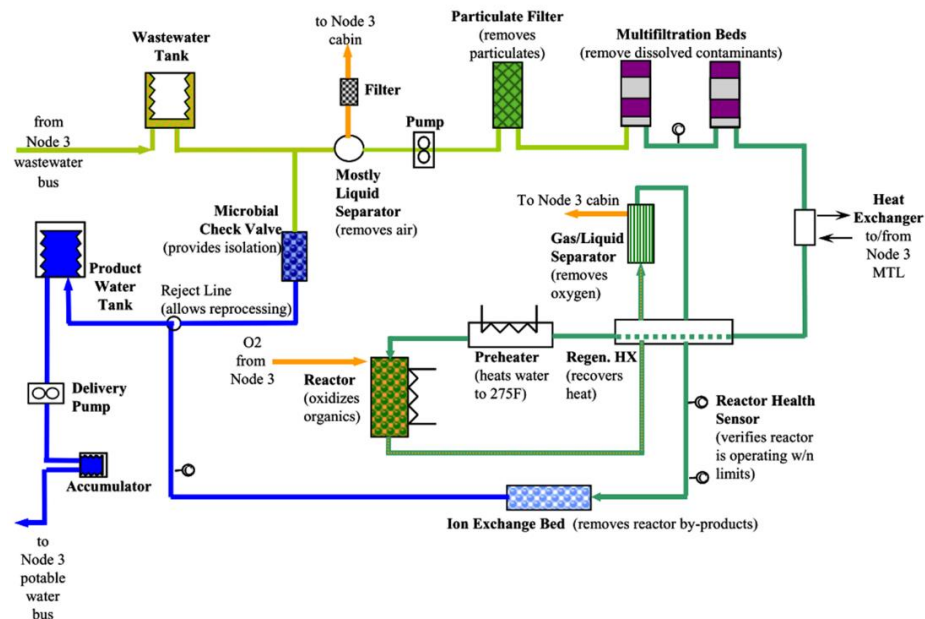 to Node 3
cabin
Particulate Filter
(removes
particulates)
Multifiltration Beds
(remove dissolved contaminants)
Wastewater
Tank
Filter
Pump
from
Node 3
wastewater
bus
Mostly
Liquid
Separator
(removes air)
Microbial
Check Valve
(provides isolation)
To Node 3 cabin
Gas/Liquid
Separator
(removes
oxygen)
Heat
Exchanger
to/from
Node 3
MTL
Product
Water
Tank
Reject Line
(allows reprocessing)
O2
from
Node 3
Reactor
(oxidizes
organics)
Preheater
(heats water
to 275F)
Regen. HX
(recovers
heat)
Delivery
Pump
Reactor Health
Sensor
(verifies reactor
is operating w/n
limits)
Accumulator
Ion Exchange Bed (removes reactor by-products)
to
Node 3
potable
water
bus